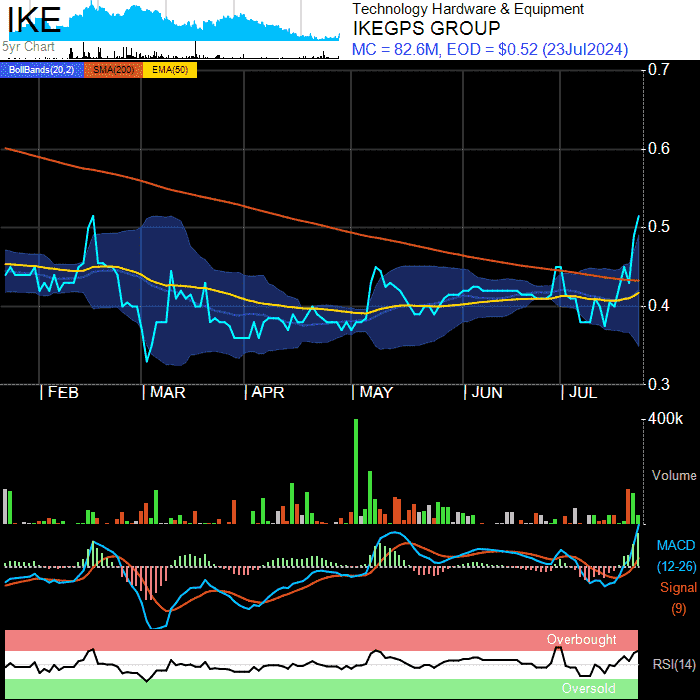 IKE
5yr Chart
Technology Hardware & Equipment
IKEGPS GROUP
MC = 82.6M, EOD = $0.52 (23Jul2024)
BollBands(20,2) SMA(200) EMA(50)
0.7
0.6
0.5
0.4
0.3
| FEB | MAR | APR | MAY | JUN | JUL
400k
Volume
MACD
(12-26)
Signal
(9)
Overbought
RSI(14)
Oversold